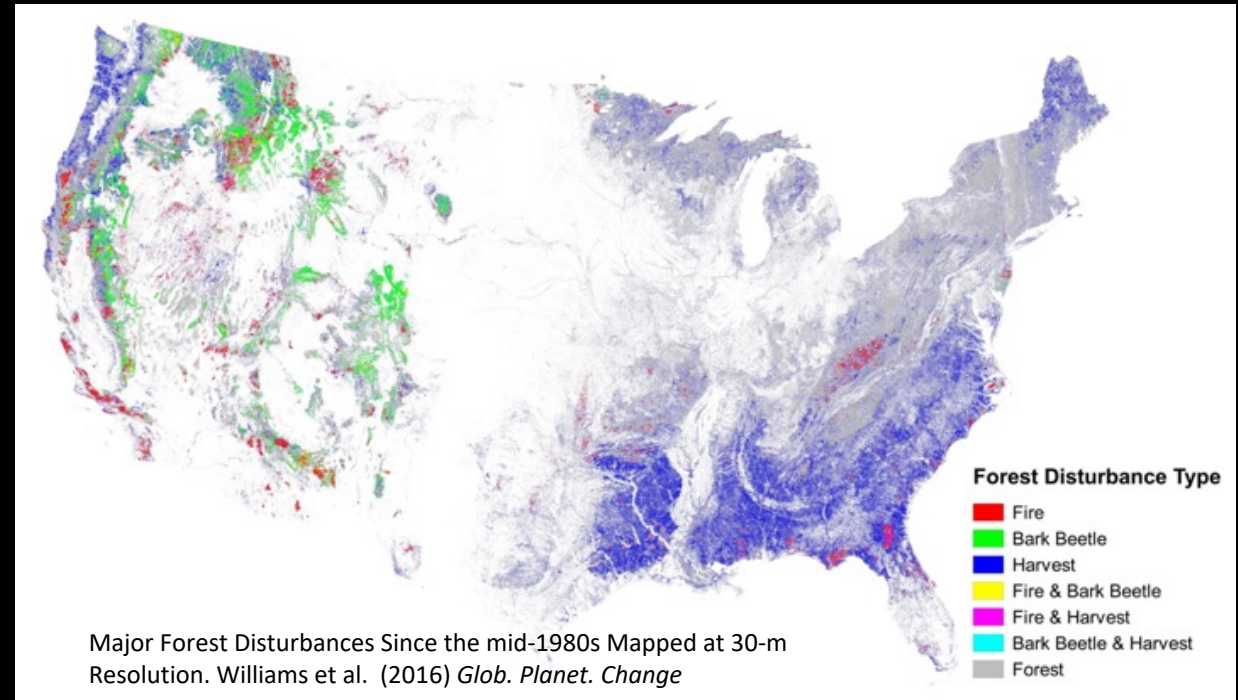 Forest Disturbance Type
Fire
Bark Beetle
Harvest
Fire & Bark Beetle
Fire & Harvest
Bark Beetle & Harvest
Forest
Major Forest Disturbances Since the mid-1980s Mapped at 30-m
Resolution. Williams et al. (2016) Glob. Planet. Change